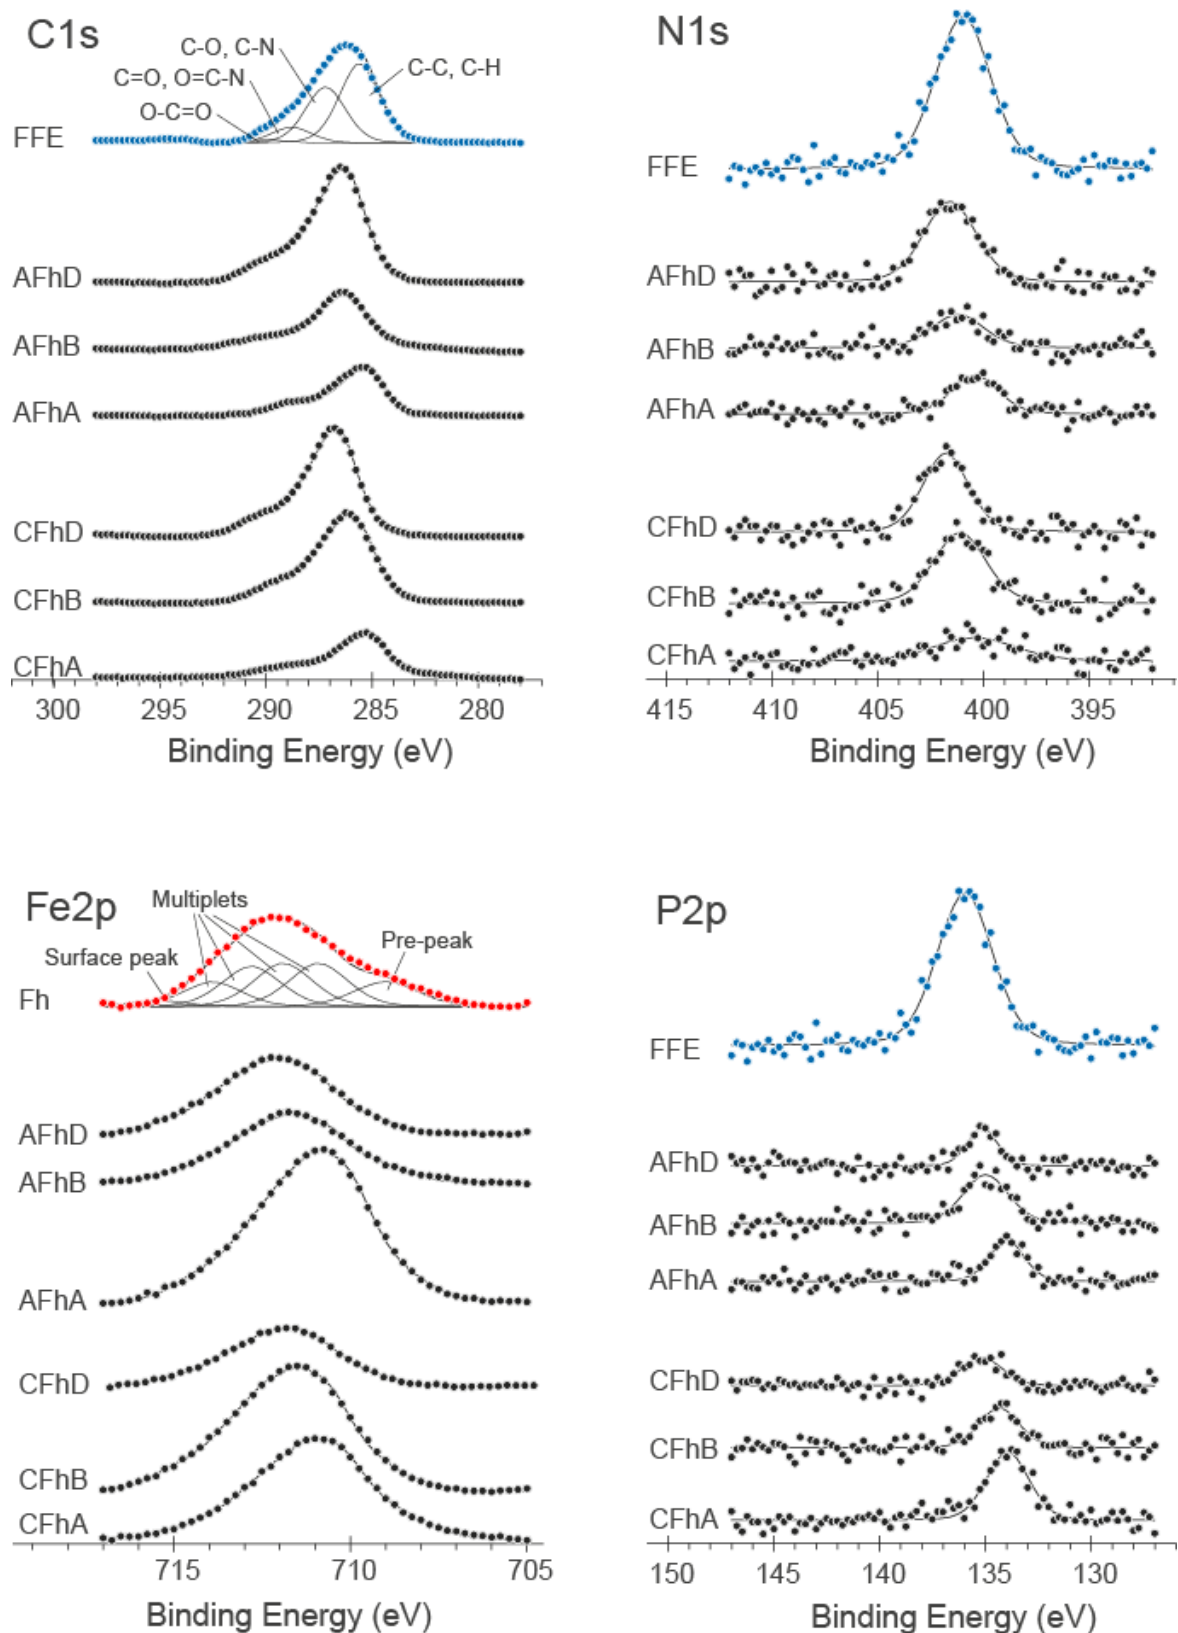 C1s
C-O, C-N
C=O, O=C-N
C-C, C-H
O-C=O
FFE
AFhD
AFhB
AFhA
CFhD
CFhB
CFhA
300 295 290 285 280
Binding Energy (eV)
N1s
FFE
AFhD
AFhB
AFhA
CFhD
CFhB
CFhA
415 410 405 400 395
Binding Energy (eV)
Fe2p
Multiplets
Surface peak
Pre-peak
Fh
AFhD
AFhB
AFhA
CFhD
CFhB
CFhA
715 710 705
Binding Energy (eV)
P2p
FFE
AFhD
AFhB
AFhA
CFhD
CFhB
CFhA
150 145 140 135 130
Binding Energy (eV)